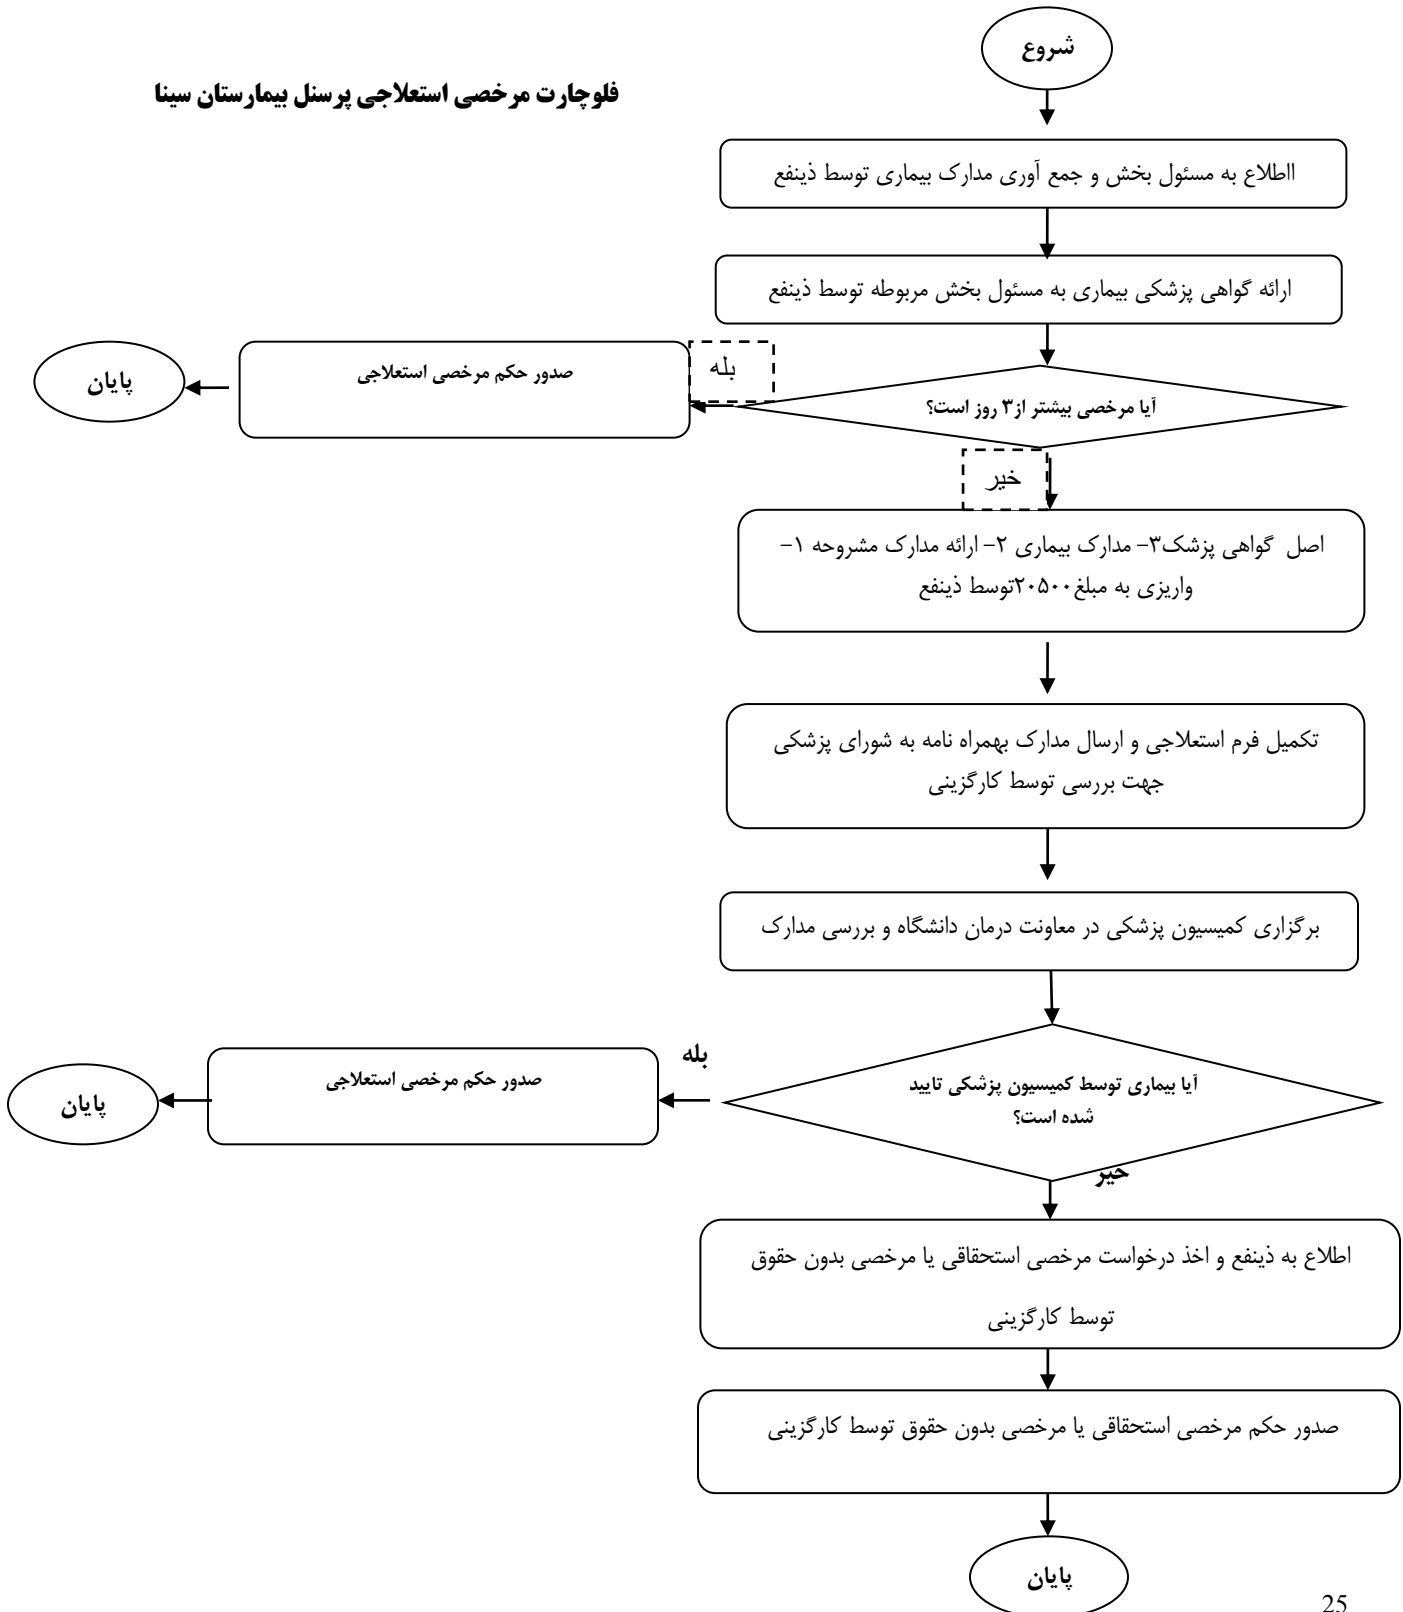 شروع
فلوچارت مرخصی استعلاجی پرسنل بیمارستان سینا
ااطلاع به مسئول بخش و جمع آوری مدارک بیماری توسط ذینفع
ارائه گواهی پزشکی بیماری به مسئول بخش مربوطه توسط ذینفع
آیا مرخصی بیشتر از۳ روز است؟
بله
صدور حکم مرخصی استعلاجی
پایان
خیر
اصل گواهی پزشک۳- مدارک بیماری ۲- ارائه مدارک مشروحه ۱-
واریزی به مبلغ۲۰۵۰۰توسط ذینفع
تکمیل فرم استعلاجی و ارسال مدارک بهمراه نامه به شورای پزشکی
جهت بررسی توسط کارگزینی
برگزاری کمیسیون پزشکی در معاونت درمان دانشگاه و بررسی مدارک
آیا بیماری توسط کمیسیون پزشکی تایید
شده است؟
بله
صدور حکم مرخصی استعلاجی
پایان
خیر
اطلاع به ذینفع و اخذ درخواست مرخصی استحقاقی یا مرخصی بدون حقوق
توسط کارگزینی
صدور حکم مرخصی استحقاقی یا مرخصی بدون حقوق توسط کارگزینی
پایان
25